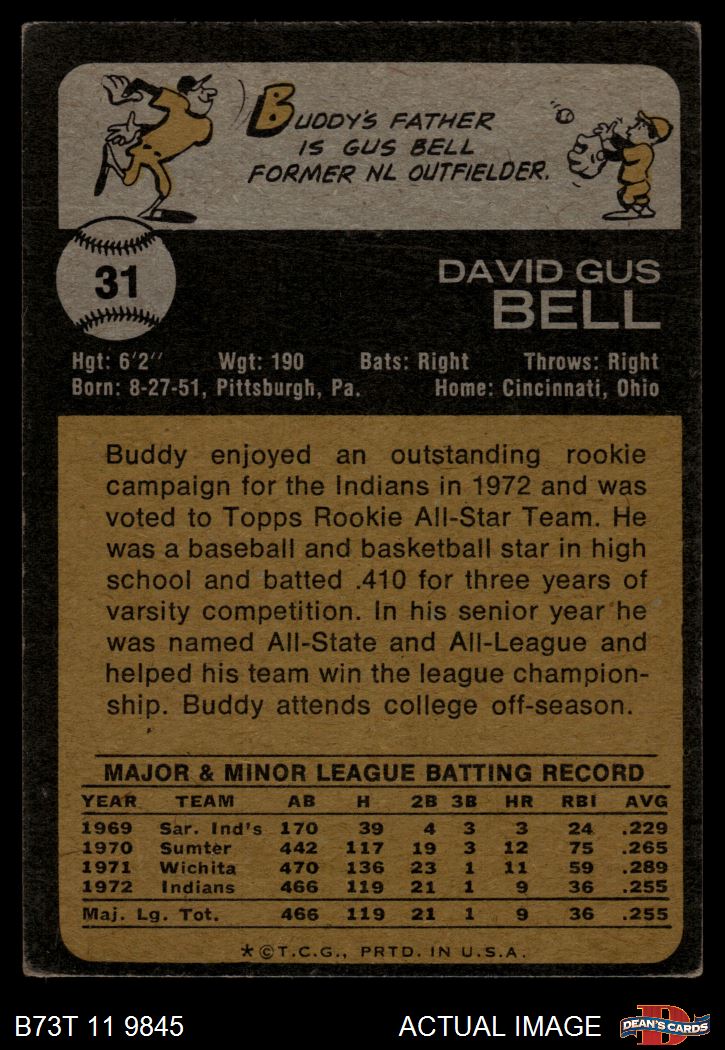 BUDDY'S FATHER
IS GUS BELL
FORMER NL OUTFIELDER.
31
DAVID GUS
BELL
Hgt: 6'2" Wgt: 190 Bats: Right Throws: Right
Born: 8-27-51, Pittsburgh, Pa. Home: Cincinnati, Ohio
Buddy enjoyed an outstanding rookie
campaign for the Indians in 1972 and was
voted to Topps Rookie All-Star Team. He
was a baseball and basketball star in high
school and batted .410 for three years of
varsity competition. In his senior year he
was named All-State and All-League and
helped his team win the league champion-
ship. Buddy attends college off-season.
MAJOR & MINOR LEAGUE BATTING RECORD
YEAR TEAM AB H 2B 3B HR RBI AVG
1969 Sar. Ind's 170 39 4 3 3 24 .229
1970 Sumter 442 117 19 3 12 75 .265
1971 Wichita 470 136 23 1 11 59 .289
1972 Indians 466 119 21 1 9 36 .255
Maj. Lg. Tot. 466 119 21 1 9 36 .255
*©T.C.G., PRTD. IN U.S.A.
B73T 11 9845 ACTUAL IMAGE
D
DEAN'S CARDS